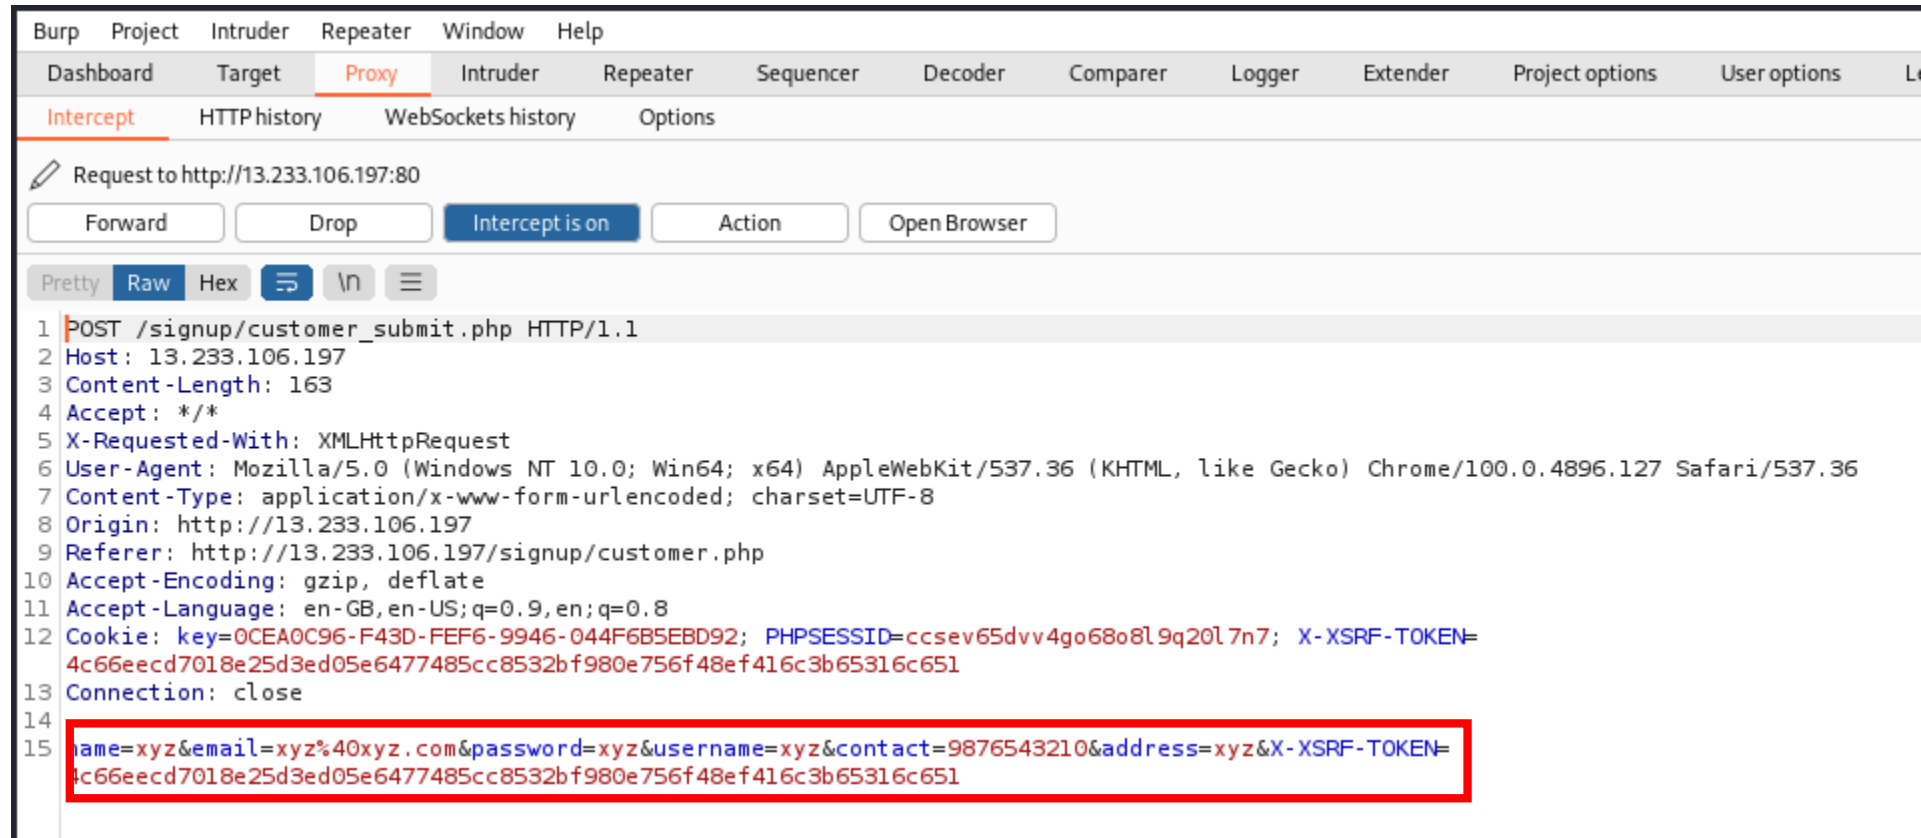 Burp Project Intruder Repeater Window Help
Dashboard Target Proxy Intruder Repeater Sequencer Decoder Comparer Logger Extender Project options User options
Intercept HTTP history WebSockets history Options
Request to http://13.233.106.197:80
Forward Drop Intercept is on Action Open Browser
Pretty Raw Hex \n
1 POST /signup/customer_submit.php HTTP/1.1
2 Host: 13.233.106.197
3 Content-Length: 163
4 Accept: */*
5 X-Requested-With: XMLHttpRequest
6 User-Agent: Mozilla/5.0 (Windows NT 10.0; Win64; x64) AppleWebKit/537.36 (KHTML, like Gecko) Chrome/100.0.4896.127 Safari/537.36
7 Content-Type: application/x-www-form-urlencoded; charset=UTF-8
8 Origin: http://13.233.106.197
9 Referer: http://13.233.106.197/signup/customer.php
10 Accept-Encoding: gzip, deflate
11 Accept-Language: en-GB,en-US;q=0.9,en;q=0.8
12 Cookie: key=0CEA0C96-F43D-FEF6-9946-044F6B5EBD92; PHPSESSID=ccsev65dvv4go68o8l9q20l7n7; X-XSRF-TOKEN=
4c66eecd7018e25d3ed05e6477485cc8532bf980e756f48ef416c3b65316c651
13 Connection: close
14
15 name=xyz&email=xyz%40xyz.com&password=xyz&username=xyz&contact=9876543210&address=xyz&X-XSRF-TOKEN=
4c66eecd7018e25d3ed05e6477485cc8532bf980e756f48ef416c3b65316c651